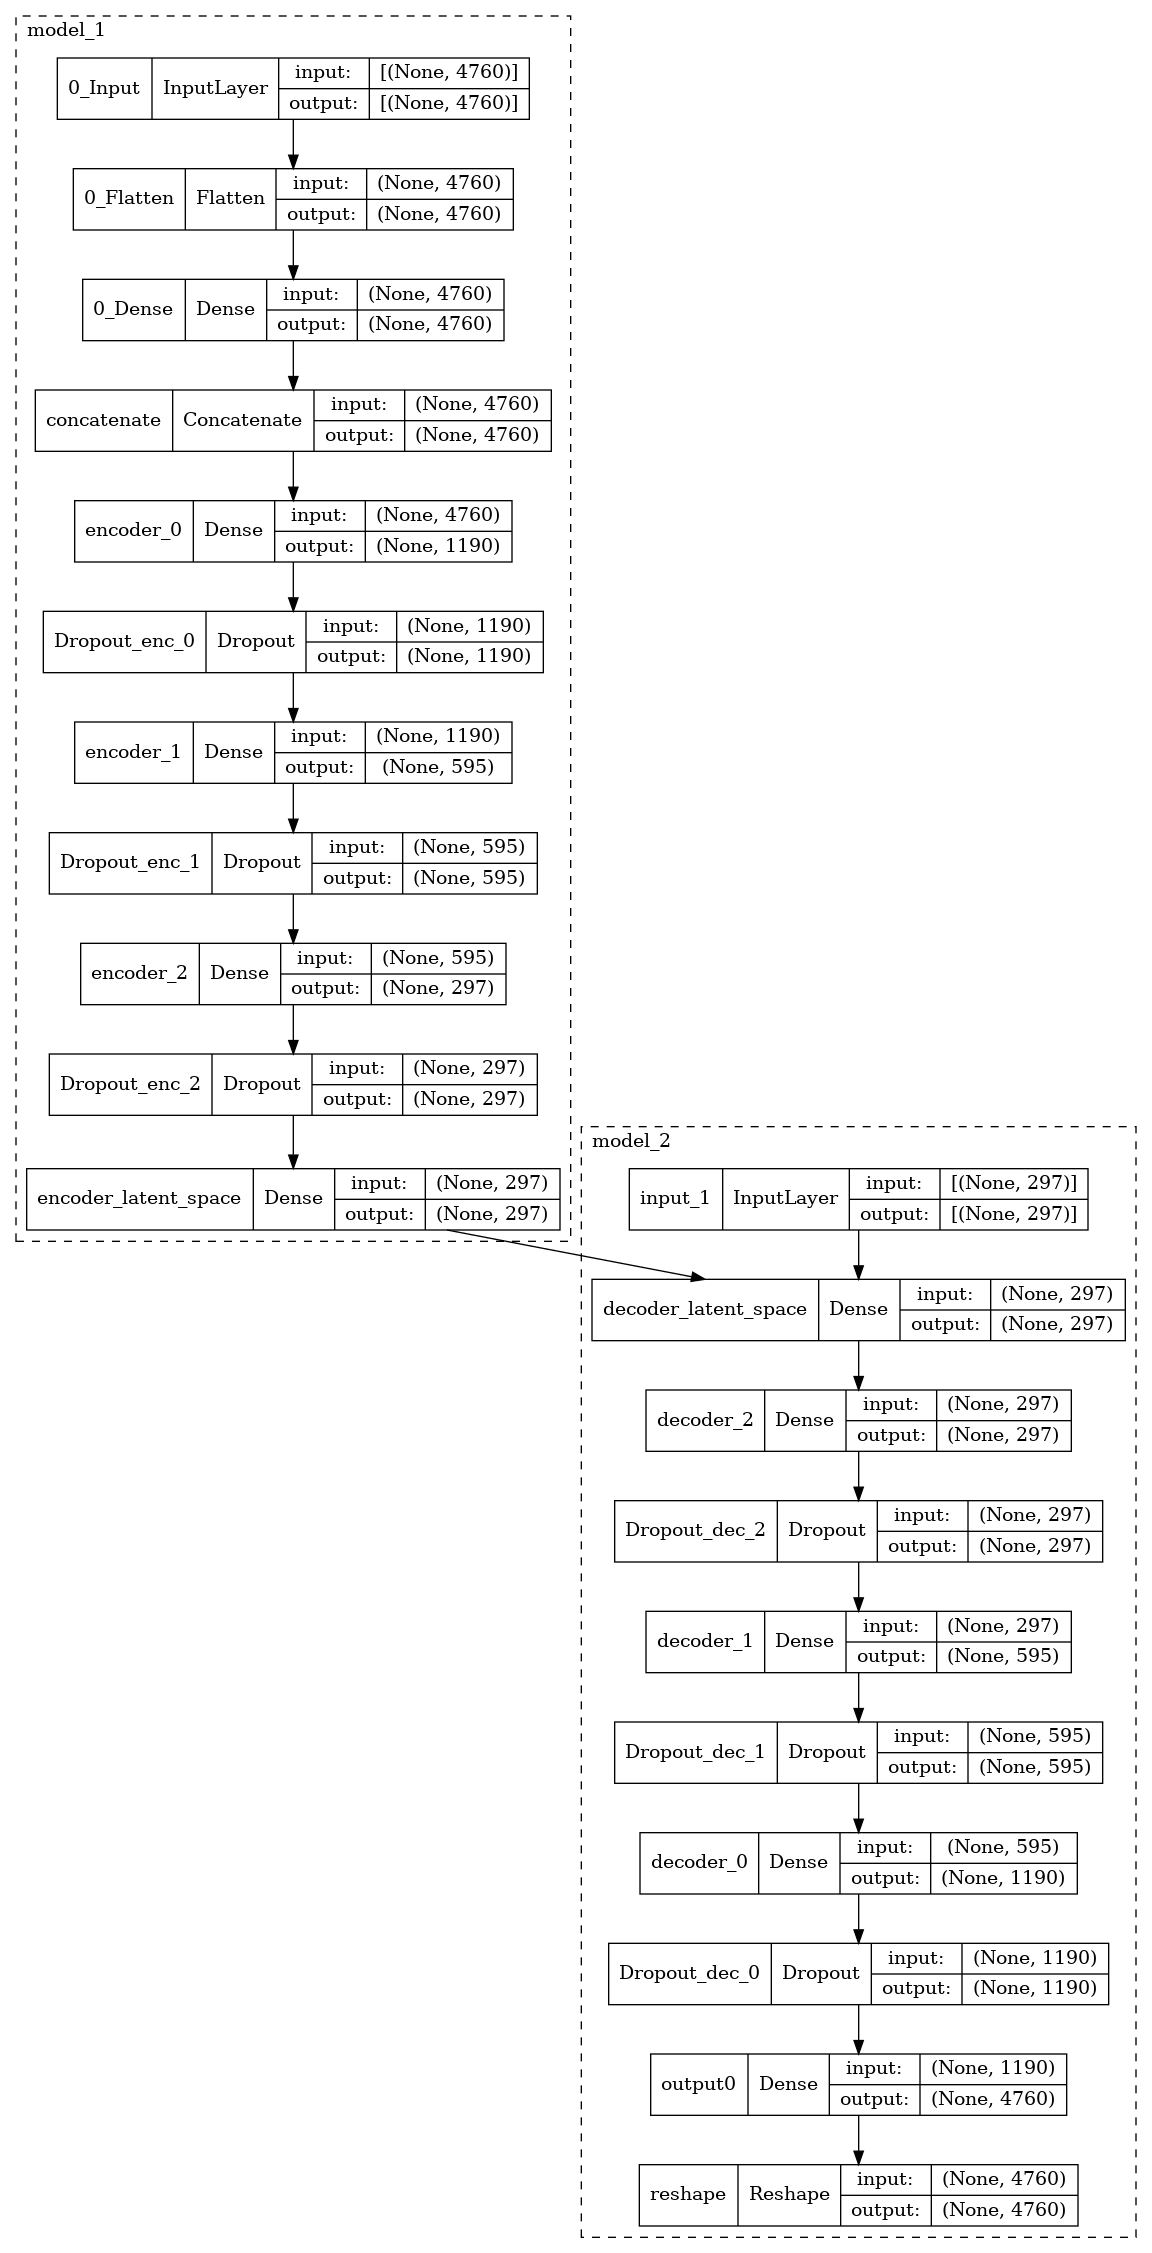 model_1
0_Input InputLayer input: [(None, 4760)]
output: [(None, 4760)]
0_Flatten Flatten input: (None, 4760)
output: (None, 4760)
0_Dense Dense input: (None, 4760)
output: (None, 4760)
concatenate Concatenate input: (None, 4760)
output: (None, 4760)
encoder_0 Dense input: (None, 4760)
output: (None, 1190)
Dropout_enc_0 Dropout input: (None, 1190)
output: (None, 1190)
encoder_1 Dense input: (None, 1190)
output: (None, 595)
Dropout_enc_1 Dropout input: (None, 595)
output: (None, 595)
encoder_2 Dense input: (None, 595)
output: (None, 297)
Dropout_enc_2 Dropout input: (None, 297)
output: (None, 297)
encoder_latent_space Dense input: (None, 297)
output: (None, 297)
model_2
input_1 InputLayer input: [(None, 297)]
output: [(None, 297)]
decoder_latent_space Dense input: (None, 297)
output: (None, 297)
decoder_2 Dense input: (None, 297)
output: (None, 297)
Dropout_dec_2 Dropout input: (None, 297)
output: (None, 297)
decoder_1 Dense input: (None, 297)
output: (None, 595)
Dropout_dec_1 Dropout input: (None, 595)
output: (None, 595)
decoder_0 Dense input: (None, 595)
output: (None, 1190)
Dropout_dec_0 Dropout input: (None, 1190)
output: (None, 1190)
output0 Dense input: (None, 1190)
output: (None, 4760)
reshape Reshape input: (None, 4760)
output: (None, 4760)